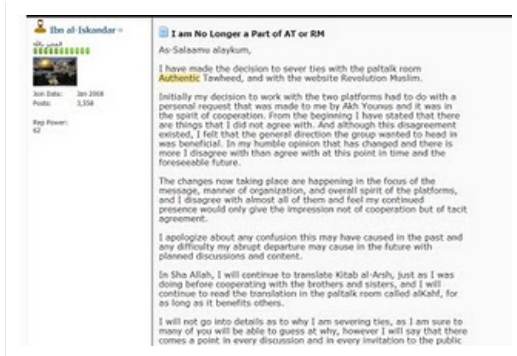 Ibn al-Iskandar
I am No Longer a Part of AT or RM
Join Date: Jan 2008
Posts: 3,558
Rep Power:
62
As-Salaamu alaykum,
I have made the decision to sever ties with the paltalk room
Authentic Tawheed, and with the website Revolution Muslim.
Initially my decision to work with the two platforms had to do with a
personal request that was made to me by Akh Younus and it was in
the spirit of cooperation. From the beginning I have stated that there
are things that I did not agree with. And although this disagreement
existed, I felt that the general direction the group wanted to head in
was beneficial. In my humble opinion that has changed and there is
more I disagree with than agree with at this point in time and the
foreseeable future.
The changes now taking place are happening in the focus of the
message, manner of organization, and overall spirit of the platforms,
and I disagree with almost all of them and feel my continued
presence would only give the impression not of cooperation but of tacit
agreement.
I apologize about any confusion this may have caused in the past and
any difficulty my abrupt departure may cause in the future with
planned discussions and content.
In Sha Allah, I will continue to translate Kitab al-Arsh, just as I was
doing before cooperating with the brothers and sisters, and I will
continue to read the translation in the paltalk room called alKahf, for
as long as it benefits others.
I will not go into details as to why I am severing ties, as I am sure to
many of you will be able to guess at why, however I will say that there
comes a point in every discussion and in every invitation to the public